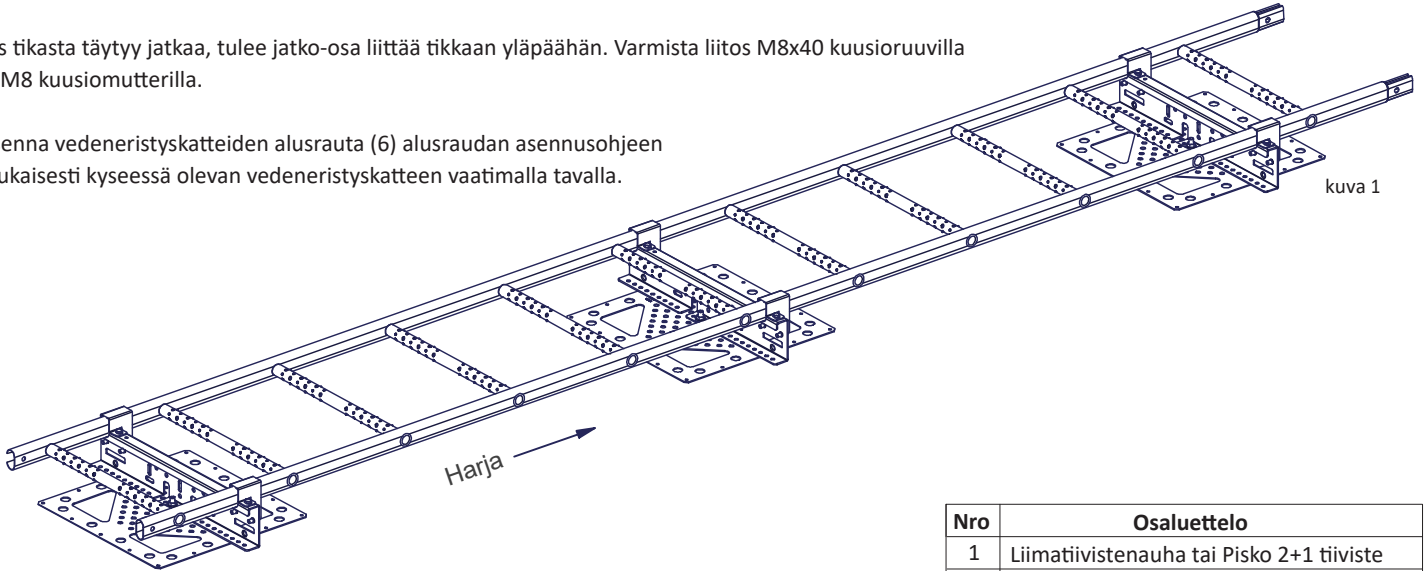 s tikasta täytyy jatkaa, tulee jatko-osa liittää tikkaan yläpäähän. Varmista liitos M8x40 kuusioruuvilla
M8 kuusiomutterilla.
senna vedeneristyskatteiden alusrauta (6) alusraudan asennusohjeen
ukaisesti kyseessä olevan vedeneristyskatteen vaatimalla tavalla.
kuva 1
Harja
Nro Osaluettelo
1 Liimatiivistenauha tai Pisko 2+1 tiiviste